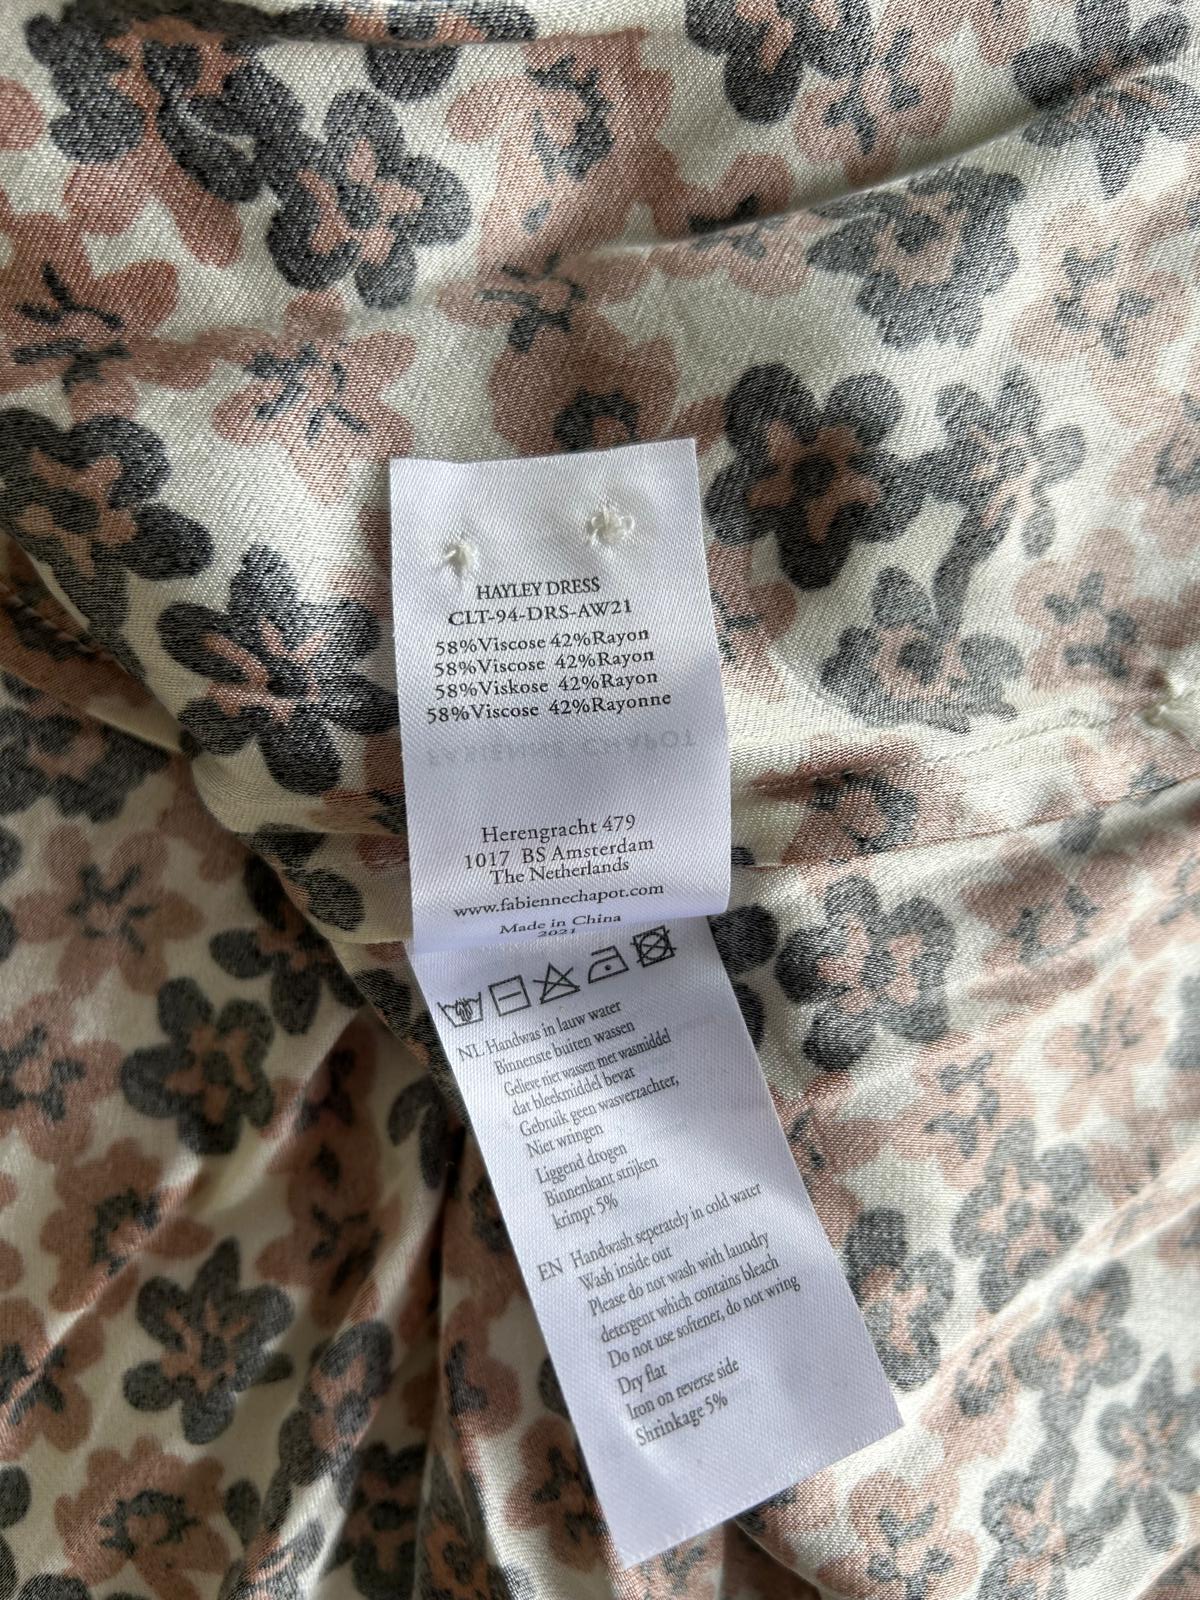 HAYLEY DRESS
CLT-94-DRS-AW21
58%Viscose 42%Rayon
58%Viscose 42%Rayon
58%Viskose 42%Rayon
58%Viscose 42%Rayonne
FABIENNE CHAPOT
Herengracht 479
1017 BS Amsterdam
The Netherlands
www.fabiennechapot.com
Made in China
2021
NL Handwas in lauw water
Binnenste buiten wassen
Gelieve niet wassen met wasmiddel
dat bleekmiddel bevat
Gebruik geen wasverzachter,
Niet wringen
Liggend drogen
Binnenkant strijken
krimpt 5%
EN Handwash seperately in cold water
Wash inside out
Please do not wash with laundry
detergent which contains bleach
Do not use softener, do not wring
Dry flat
Iron on reverse side
Shrinkage 5%